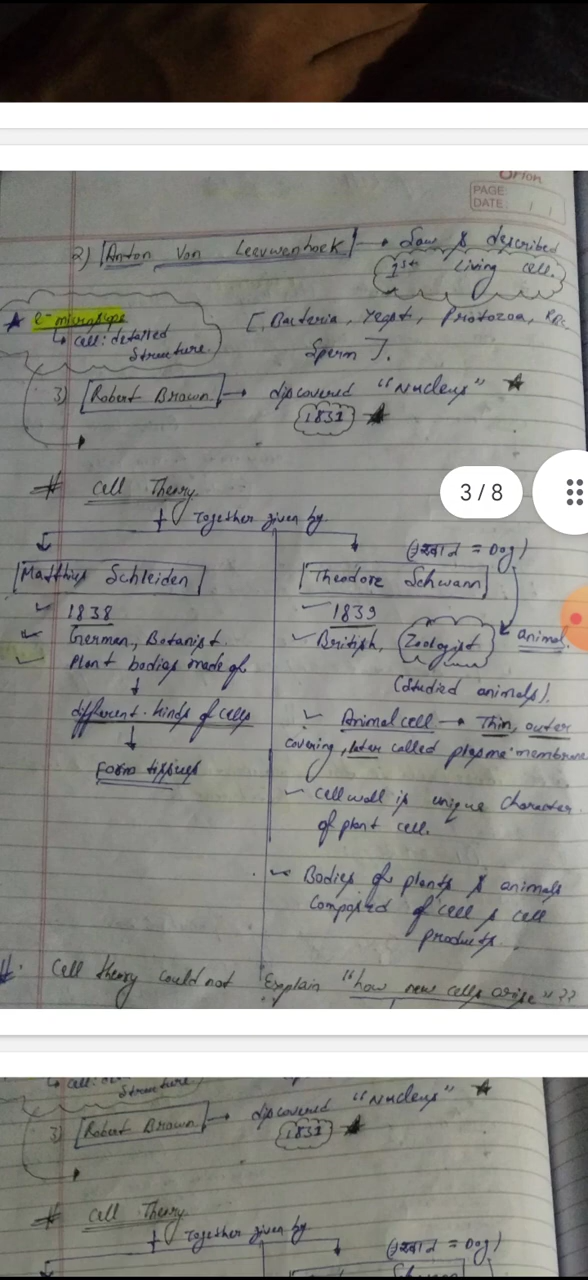 Orion
PAGE:
DATE:
2) Anton Von Leeuwenhoek → Saw & described
1st Living cell.
★ e- microscope
↳ cell: detailed
structure
[Bacteria, Yeast, Protozoa, RBC,
Sperm].
3) Robert Brown → discovered "Nucleus" ★
1831 ★
# Cell Theory
Together given by
3 / 8
Matthias Schleiden
✓ 1838
✓ German, Botanist.
✓ Plant bodies made of
different kinds of cells
Form tissues
= Dog)
Theodore Schwann
✓ 1839
✓ British, Zoologist animal.
(studied animals).
✓ Animal cell → Thin, outer
covering, later called plasma membrane
✓ cell wall is unique character
of plant cell.
✓ Bodies of plants & animals
composed of cell & cell
products.
#. Cell theory could not Explain "how new cells arise"??
↳ cell:
structure
3) Robert Brown → discovered "Nucleus" ★
1831 ★
# Cell Theory
Together given by
= Dog)